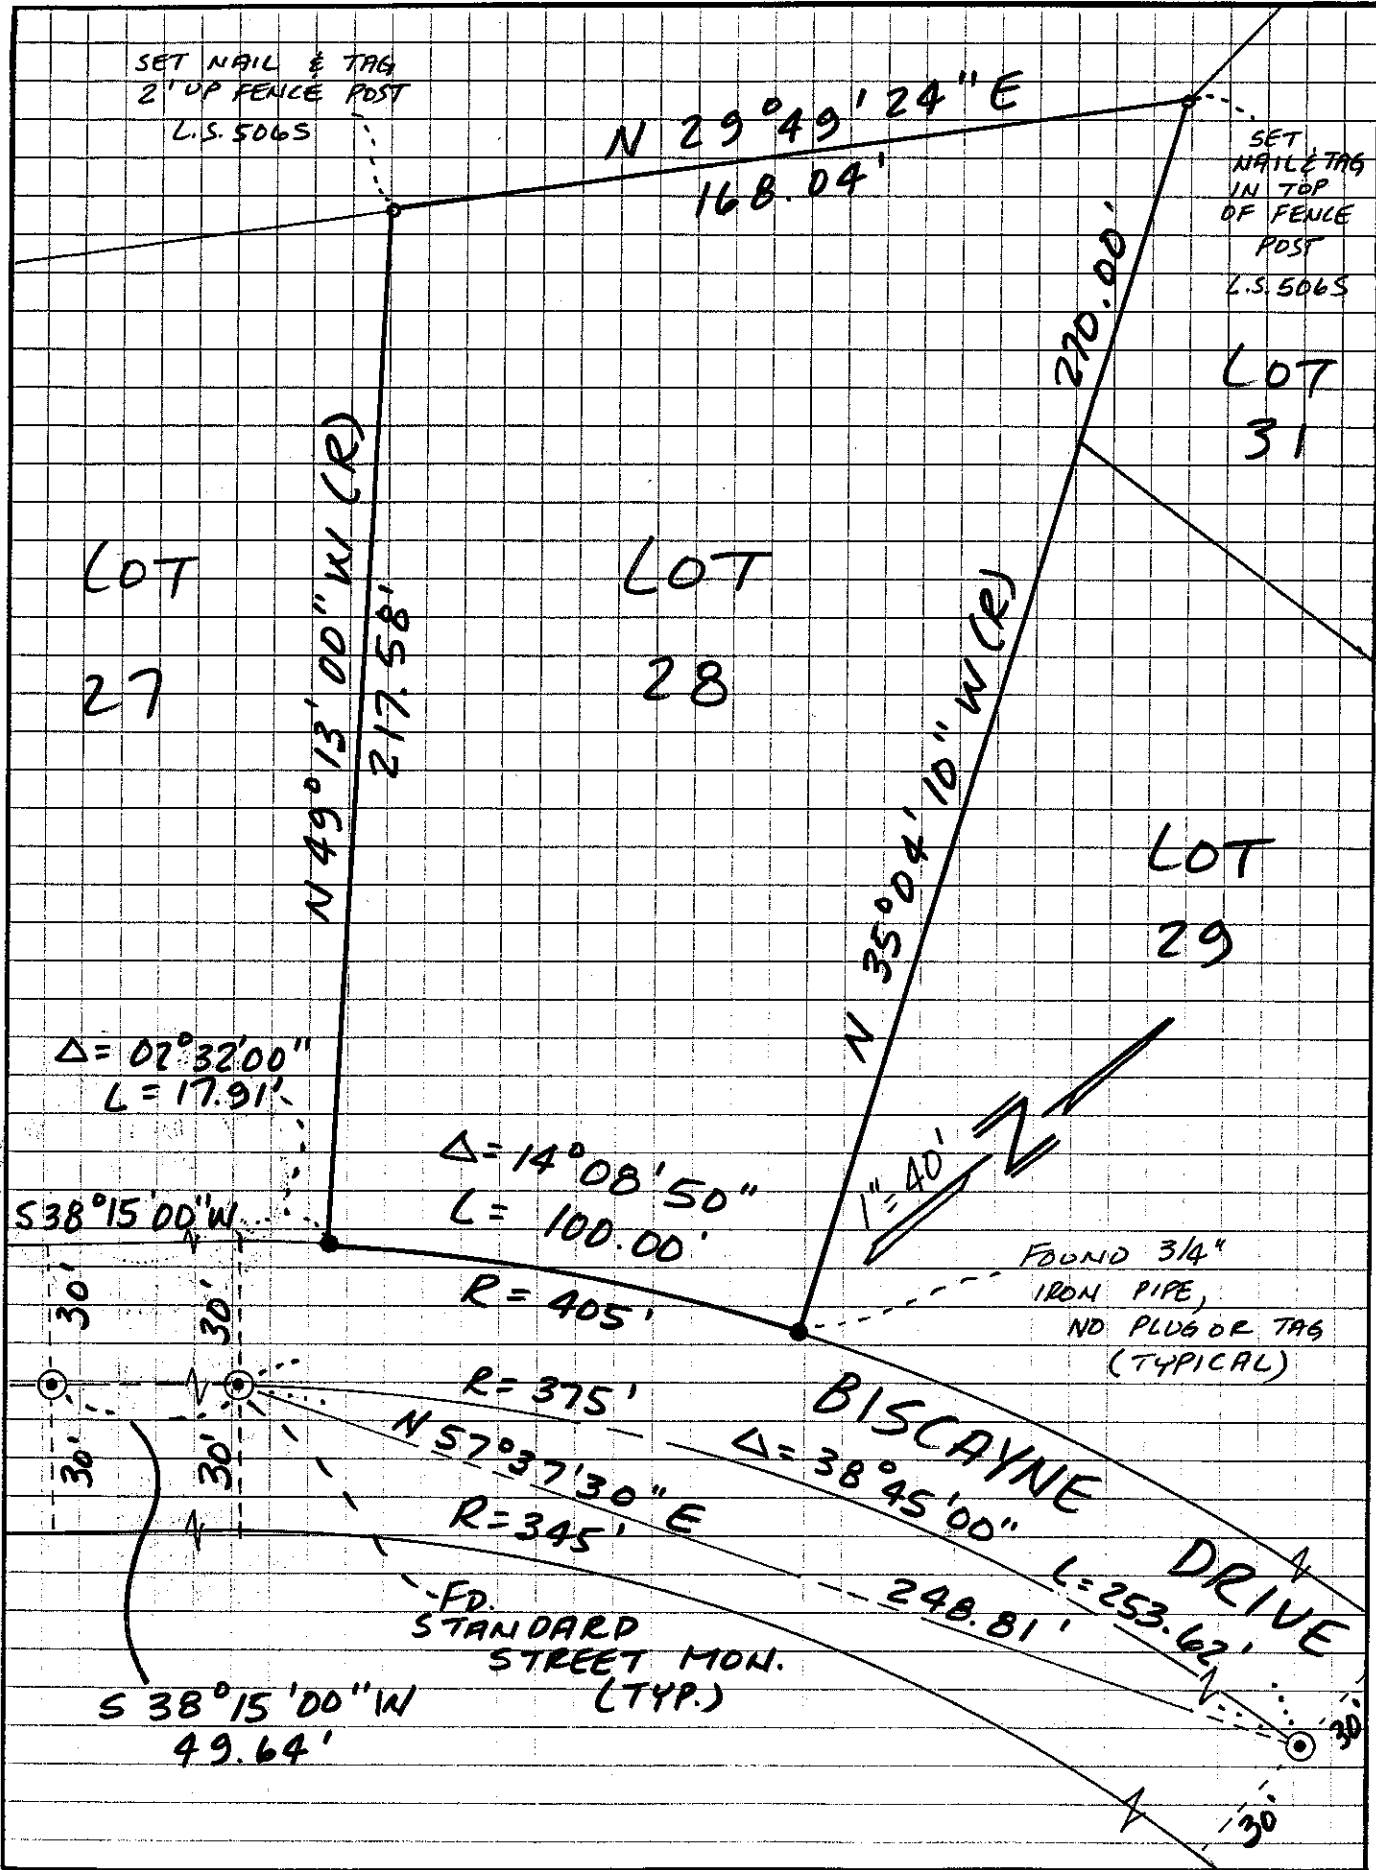 SET NAIL & TAG
2' UP FENCE POST
L.S. 5065
N 29°49'24" E
168.04'
SET
NAIL & TAG
IN TOP
OF FENCE
POST
L.S. 5065
270.00'
LOT
31
N 49°13'00" W (R)
217.58'
LOT
27
LOT
28
N 35°04'10" W (R)
LOT
29
Δ= 02°32'00"
L = 17.91'
Δ= 14°08'50"
L = 100.00'
R = 405'
1"=40'
N
S 38°15'00" W
30'
30'
FOUND 3/4"
IRON PIPE,
NO PLUG OR TAG
(TYPICAL)
R = 375'
BISCAYNE
DRIVE
N 57°37'30" E
Δ= 38°45'00"
30'
30'
R = 345'
248.81'
L = 253.62'
FD.
STANDARD
STREET MON.
(TYP.)
S 38°15'00" W
49.64'
30'
30'